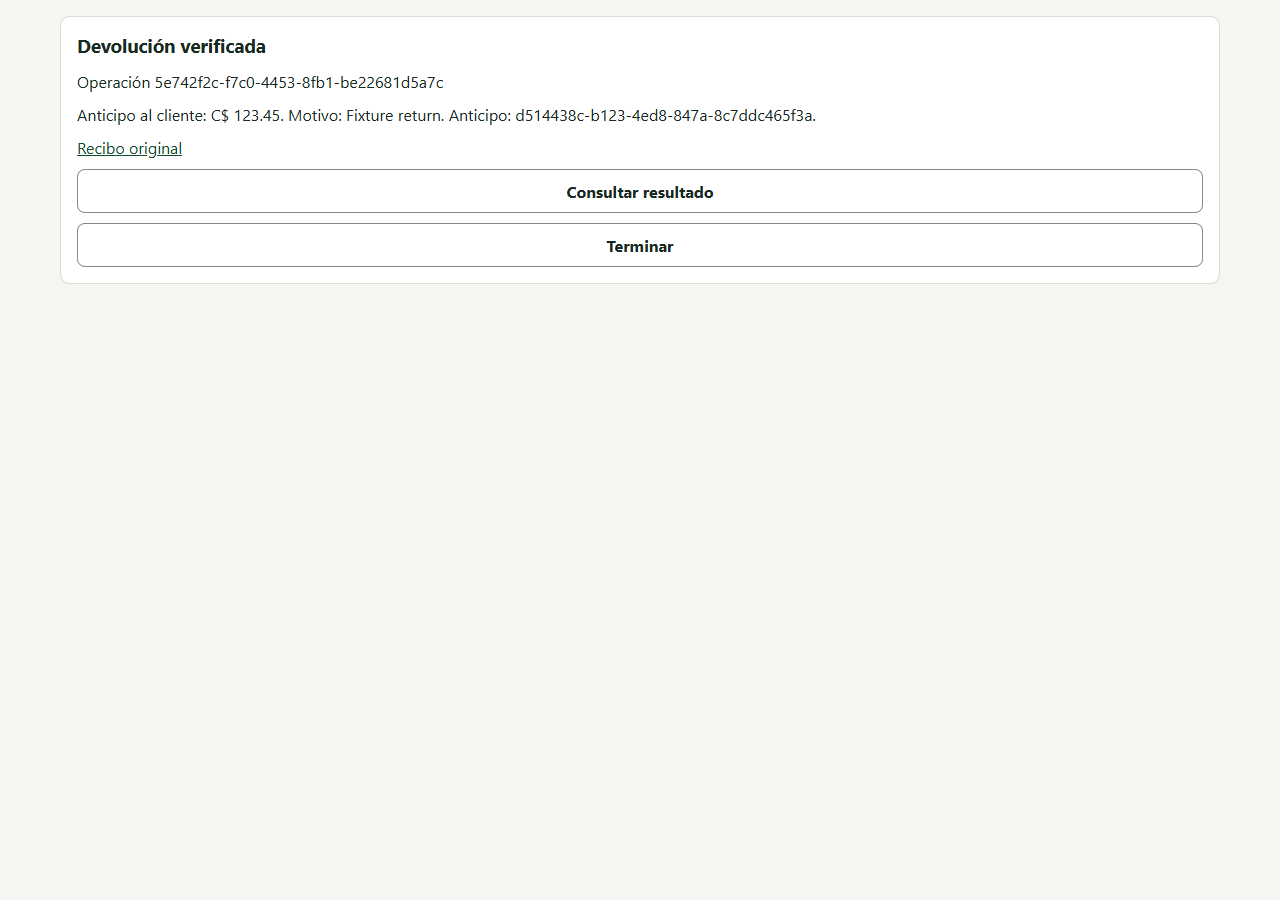 Devolución verificada
Operación 5e742f2c-f7c0-4453-8fb1-be22681d5a7c
Anticipo al cliente: C$ 123.45. Motivo: Fixture return. Anticipo: d514438c-b123-4ed8-847a-8c7ddc465f3a.
Recibo original
Consultar resultado
Terminar